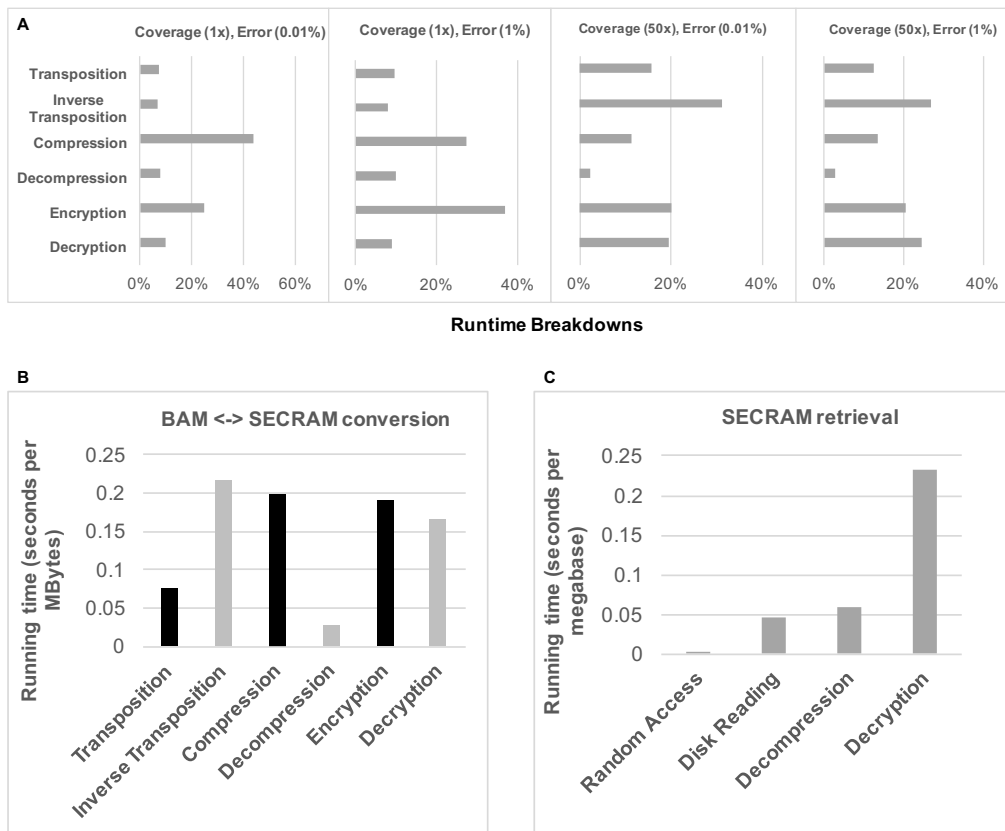 A
Coverage (1x), Error (0.01%)
Coverage (1x), Error (1%)
Coverage (50x), Error (0.01%)
Coverage (50x), Error (1%)
Transposition
Inverse
Transposition
Compression
Decompression
Encryption
Decryption
0% 20% 40% 60%
0% 20% 40%
0% 20% 40%
0% 20% 40%
Runtime Breakdowns
B
BAM <-> SECRAM conversion
Running time (seconds per
MBytes)
0.25
0.2
0.15
0.1
0.05
0
Transposition
Inverse Transposition
Compression
Decompression
Encryption
Decryption
C
SECRAM retrieval
Running time (seconds per
megabase)
0.25
0.2
0.15
0.1
0.05
0
Random Access
Disk Reading
Decompression
Decryption